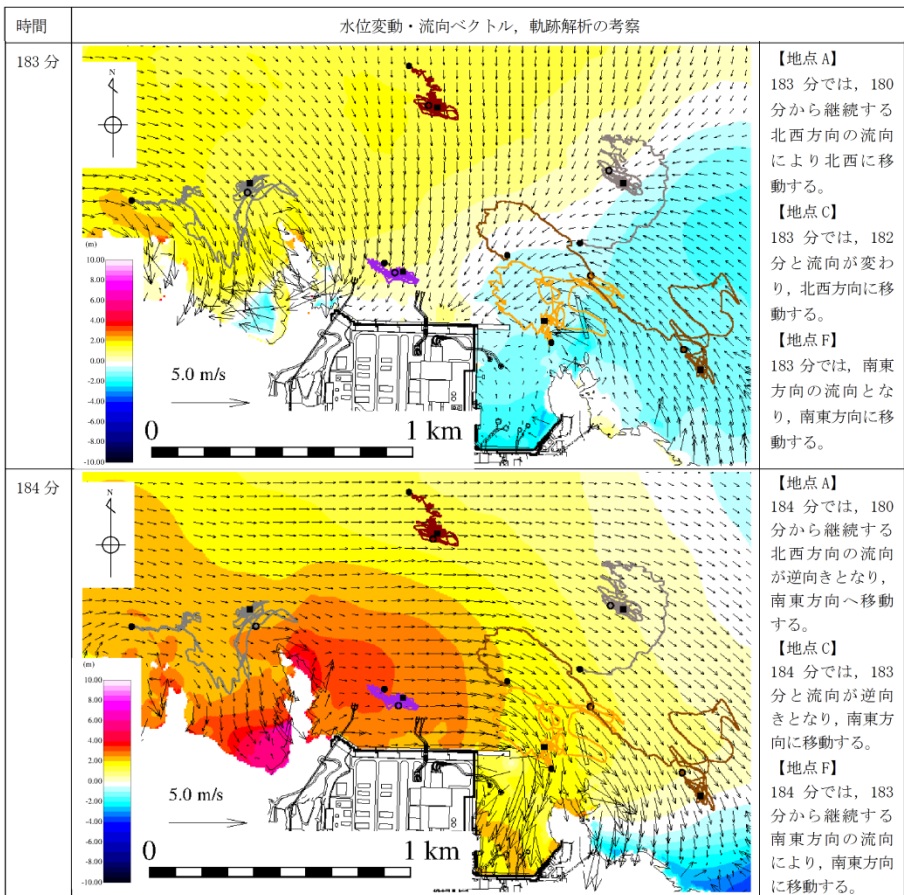 時間
水位変動・流向ベクトル，軌跡解析の考察
183 分
N
(m)
10.00
8.00
6.00
4.00
2.00
0.00
-2.00
-4.00
-6.00
-8.00
-10.00
5.0 m/s
0
1 km
【地点 A】
183 分では，180
分から継続する
北西方向の流向
により北西に移
動する。
【地点 C】
183 分では，182
分と流向が変わ
り，北西方向に移
動する。
【地点 F】
183 分では，南東
方向の流向とな
り，南東方向に移
動する。
184 分
N
(m)
10.00
8.00
6.00
4.00
2.00
0.00
-2.00
-4.00
-6.00
-8.00
-10.00
5.0 m/s
0
1 km
【地点 A】
184 分では，180
分から継続する
北西方向の流向
が逆向きとなり，
南東方向へ移動
する。
【地点 C】
184 分では，183
分と流向が逆向
きとなり，南東方
向に移動する。
【地点 F】
184 分では，183
分から継続する
南東方向の流向
により，南東方向
に移動する。